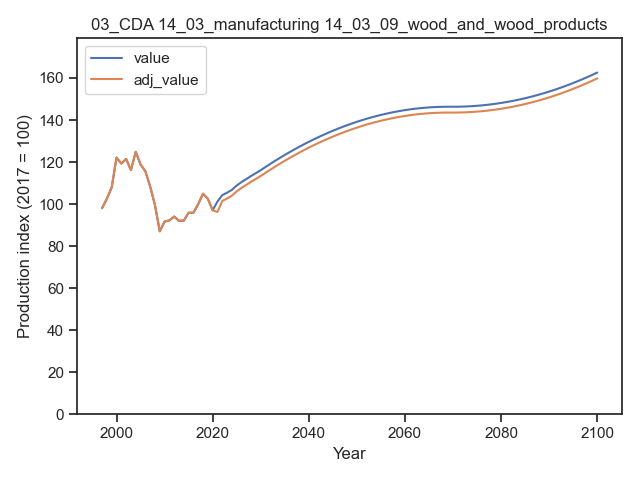 03_CDA 14_03_manufacturing 14_03_09_wood_and_wood_products
value
adj_value
Production index (2017 = 100)
160
140
120
100
80
60
40
20
0
2000 2020 2040 2060 2080 2100
Year